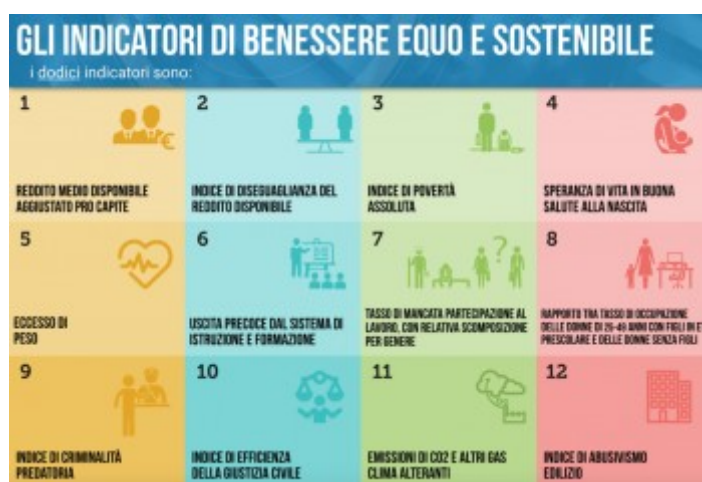 GLI INDICATORI DI BENESSERE EQUO E SOSTENIBILE
i dodici indicatori sono:
1
REDDITO MEDIO DISPONIBILE
AGGIUSTATO PRO CAPITE
2
INDICE DI DISEGUAGLIANZA DEL
REDDITO DISPONIBILE
3
INDICE DI POVERTÀ
ASSOLUTA
4
SPERANZA DI VITA IN BUONA
SALUTE ALLA NASCITA
5
ECCESSO DI
PESO
6
USCITA PRECOCE DAL SISTEMA DI
ISTRUZIONE E FORMAZIONE
7
TASSO DI MANCATA PARTECIPAZIONE AL
LAVORO, CON RELATIVA SCOMPOSIZIONE
PER GENERE
8
RAPPORTO TRA TASSO DI OCCUPAZIONE
DELLE DONNE DI 25-49 ANNI CON FIGLI IN E
PRESCOLARE E DELLE DONNE SENZA FIGLI
9
INDICE DI CRIMINALITÀ
PREDATORIA
10
INDICE DI EFFICIENZA
DELLA GIUSTIZIA CIVILE
11
EMISSIONI DI CO2 E ALTRI GAS
CLIMA ALTERANTI
12
INDICE DI ABUSIVISMO
EDILIZIO